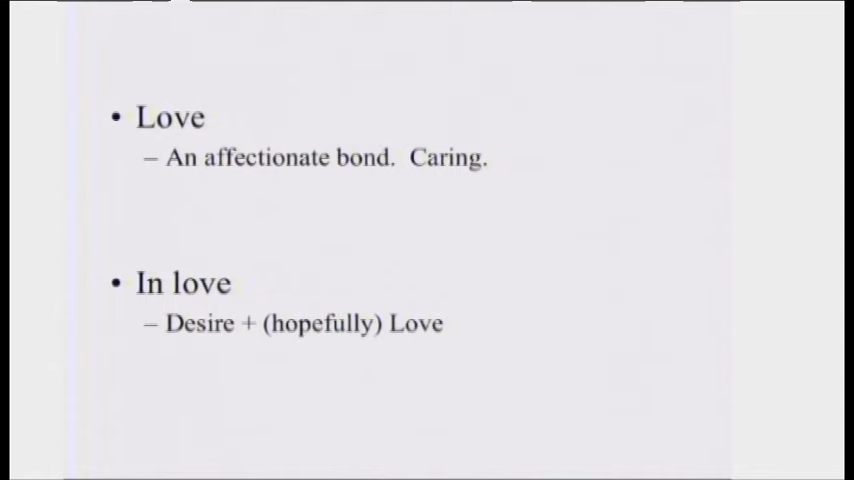 • Love
– An affectionate bond.  Caring.
• In love
– Desire + (hopefully) Love